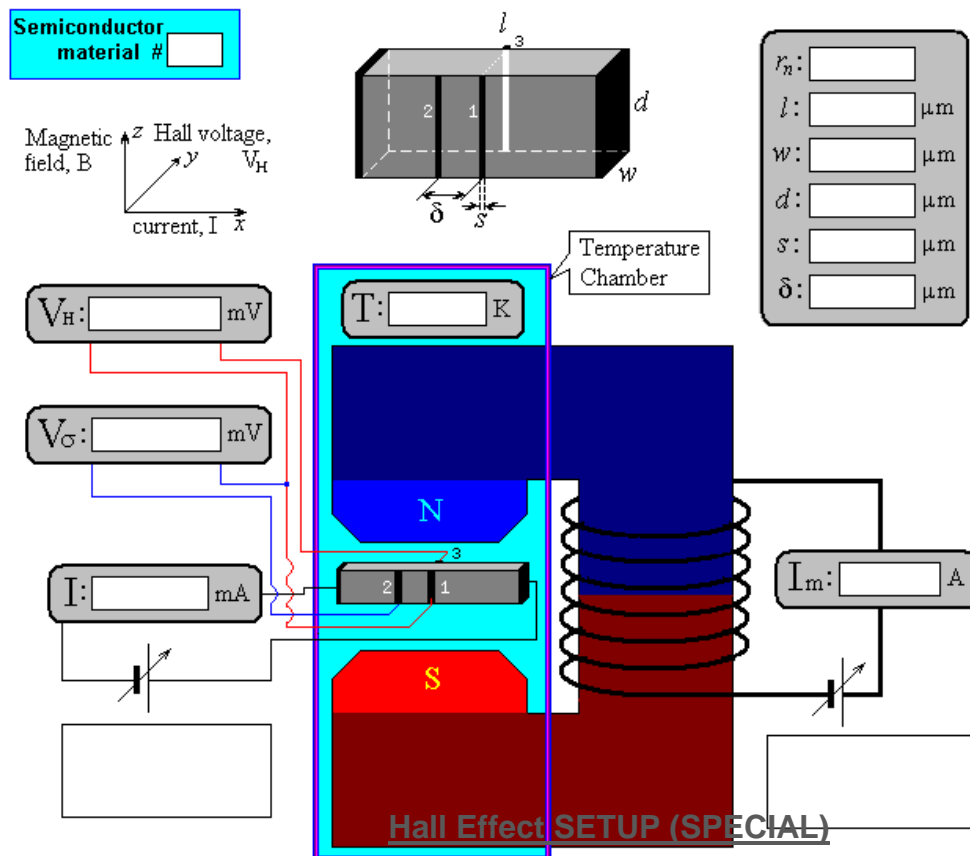 Semiconductor
material #
l
3
2
1
d
w
δ
s
Magnetic
field, B
z
Hall voltage,
V_H
y
current, I
x
r_n:
l: μm
w: μm
d: μm
s: μm
δ: μm
Temperature
Chamber
V_H: mV
T: K
V_σ: mV
N
3
I: mA
2
1
I_m: A
S
Hall Effect SETUP (SPECIAL)